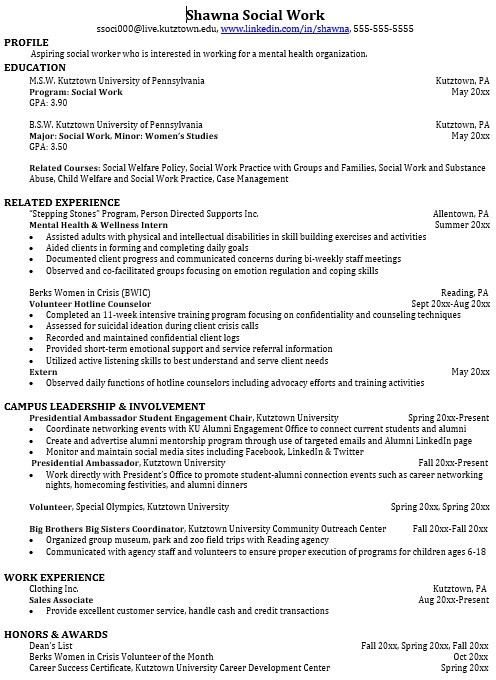 Shawna Social Work
ssoci000@live.kutztown.edu, www.linkedin.com/in/shawna, 555-555-5555
PROFILE
Aspiring social worker who is interested in working for a mental health organization.
EDUCATION
M.S.W. Kutztown University of Pennsylvania Kutztown, PA
Program: Social Work May 20xx
GPA: 3.90
B.S.W. Kutztown University of Pennsylvania Kutztown, PA
Major: Social Work, Minor: Women's Studies May 20xx
GPA: 3.50
Related Courses: Social Welfare Policy, Social Work Practice with Groups and Families, Social Work and Substance
Abuse, Child Welfare and Social Work Practice, Case Management
RELATED EXPERIENCE
"Stepping Stones" Program, Person Directed Supports Inc. Allentown, PA
Mental Health & Wellness Intern Summer 20xx
• Assisted adults with physical and intellectual disabilities in skill building exercises and activities
• Aided clients in forming and completing daily goals
• Documented client progress and communicated concerns during bi-weekly staff meetings
• Observed and co-facilitated groups focusing on emotion regulation and coping skills
Berks Women in Crisis (BWIC) Reading, PA
Volunteer Hotline Counselor Sept 20xx-Aug 20xx
• Completed an 11-week intensive training program focusing on confidentiality and counseling techniques
• Assessed for suicidal ideation during client crisis calls
• Recorded and maintained confidential client logs
• Provided short-term emotional support and service referral information
• Utilized active listening skills to best understand and serve client needs
Extern May 20xx
• Observed daily functions of hotline counselors including advocacy efforts and training activities
CAMPUS LEADERSHIP & INVOLVEMENT
Presidential Ambassador Student Engagement Chair, Kutztown University Spring 20xx-Present
• Coordinate networking events with KU Alumni Engagement Office to connect current students and alumni
• Create and advertise alumni mentorship program through use of targeted emails and Alumni LinkedIn page
• Monitor and maintain social media sites including Facebook, LinkedIn & Twitter
Presidential Ambassador, Kutztown University Fall 20xx-Present
• Work directly with President's Office to promote student-alumni connection events such as career networking
nights, homecoming festivities, and alumni dinners
Volunteer, Special Olympics, Kutztown University Spring 20xx, Spring 20xx
Big Brothers Big Sisters Coordinator, Kutztown University Community Outreach Center Fall 20xx-Fall 20xx
• Organized group museum, park and zoo field trips with Reading agency
• Communicated with agency staff and volunteers to ensure proper execution of programs for children ages 6-18
WORK EXPERIENCE
Clothing Inc. Kutztown, PA
Sales Associate Aug 20xx-Present
• Provide excellent customer service, handle cash and credit transactions
HONORS & AWARDS
Dean's List Fall 20xx, Spring 20xx, Fall 20xx
Berks Women in Crisis Volunteer of the Month Oct 20xx
Career Success Certificate, Kutztown University Career Development Center Spring 20xx